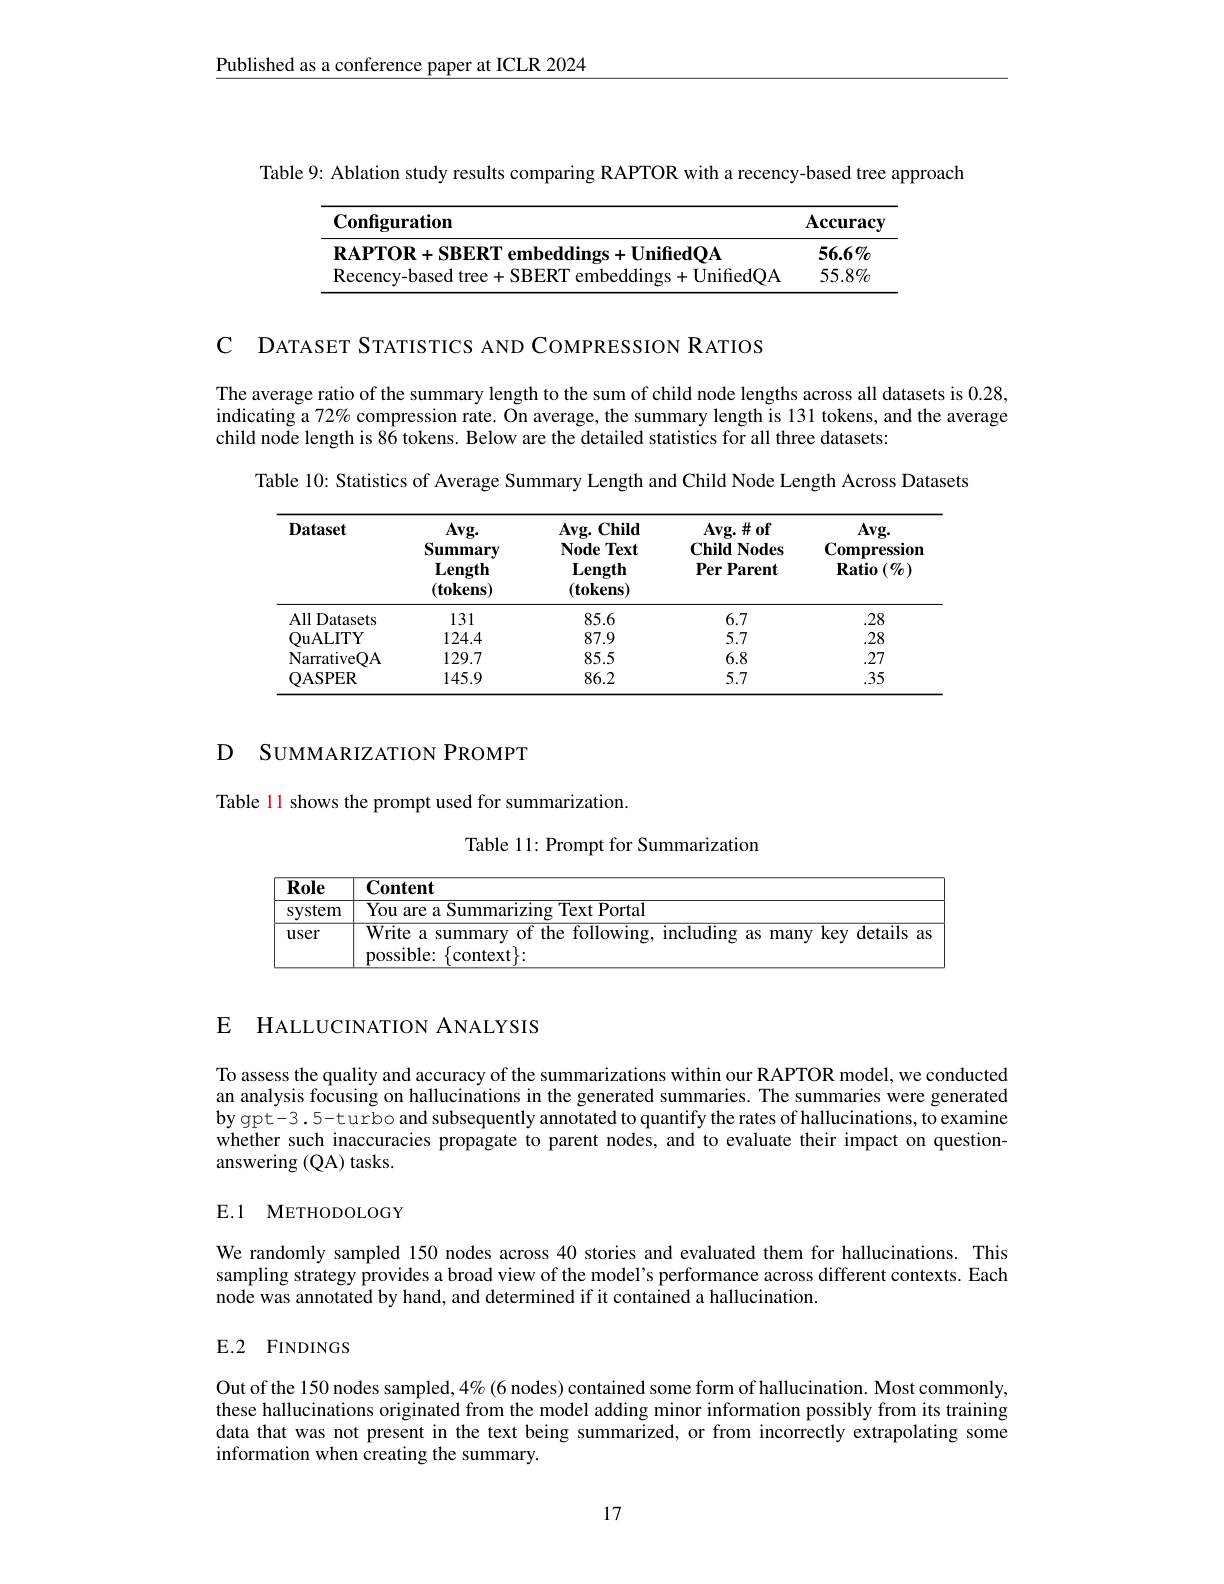 Published as a conference paper at ICLR 2024
Table 9: Ablation study results comparing RAPTOR with a recency-based tree approach
Configuration Accuracy
RAPTOR + SBERT embeddings + UnifiedQA 56.6%
Recency-based tree + SBERT embeddings + UnifiedQA 55.8%
C DATASET STATISTICS AND COMPRESSION RATIOS
The average ratio of the summary length to the sum of child node lengths across all datasets is 0.28,
indicating a 72% compression rate. On average, the summary length is 131 tokens, and the average
child node length is 86 tokens. Below are the detailed statistics for all three datasets:
Table 10: Statistics of Average Summary Length and Child Node Length Across Datasets
Dataset Avg. Avg. Child Avg. # of Avg.
Summary Node Text Child Nodes Compression
Length Length Per Parent Ratio (%)
(tokens) (tokens)
All Datasets 131 85.6 6.7 .28
QuALITY 124.4 87.9 5.7 .28
NarrativeQA 129.7 85.5 6.8 .27
QASPER 145.9 86.2 5.7 .35
D SUMMARIZATION PROMPT
Table 11 shows the prompt used for summarization.
Table 11: Prompt for Summarization
Role Content
system You are a Summarizing Text Portal
user Write a summary of the following, including as many key details as
possible: {context}:
E HALLUCINATION ANALYSIS
To assess the quality and accuracy of the summarizations within our RAPTOR model, we conducted
an analysis focusing on hallucinations in the generated summaries. The summaries were generated
by gpt-3.5-turbo and subsequently annotated to quantify the rates of hallucinations, to examine
whether such inaccuracies propagate to parent nodes, and to evaluate their impact on question-
answering (QA) tasks.
E.1 METHODOLOGY
We randomly sampled 150 nodes across 40 stories and evaluated them for hallucinations. This
sampling strategy provides a broad view of the model's performance across different contexts. Each
node was annotated by hand, and determined if it contained a hallucination.
E.2 FINDINGS
Out of the 150 nodes sampled, 4% (6 nodes) contained some form of hallucination. Most commonly,
these hallucinations originated from the model adding minor information possibly from its training
data that was not present in the text being summarized, or from incorrectly extrapolating some
information when creating the summary.
17